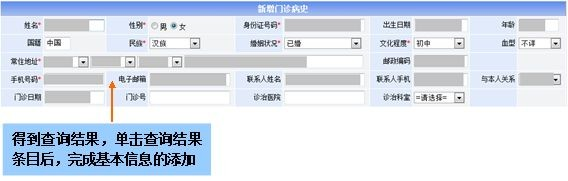 新增门诊病史
姓名* 性别* 男 女 身份证号码* 出生日期 年龄
国籍 中国 民族* 汉族 婚姻状况* 已婚 文化程度* 初中 血型 不详
常住地址* 邮政编码
手机号码* 电子邮箱 联系人姓名 联系人手机 与本人关系
门诊日期 门诊号 诊治医院 诊治科室 =请选择=
得到查询结果，单击查询结果
条目后，完成基本信息的添加